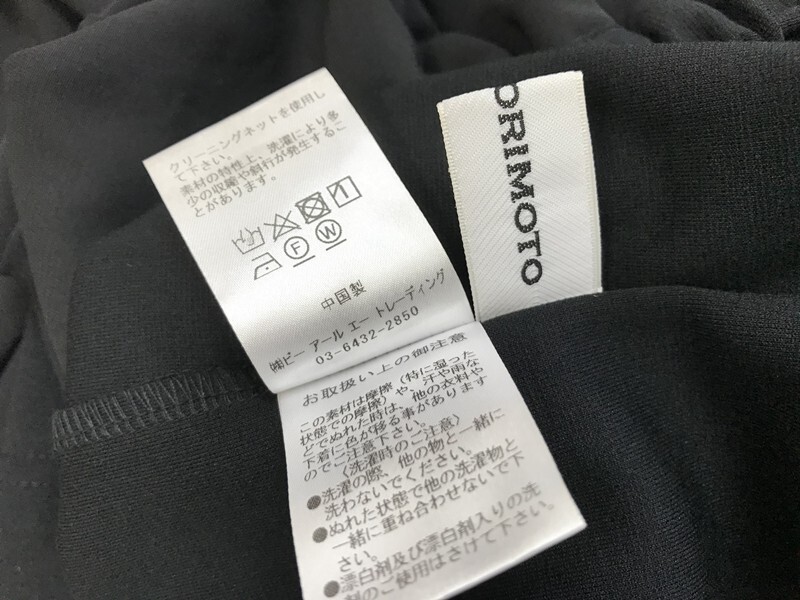 クリーニングネットを使用し
て下さい。
素材の特性上、洗濯により多
少の収縮や斜行が発生するこ
とがあります。
F W
中国製
㈱ビー アール エー トレーディング
03-6432-2850
お取扱い上の御注意
この素材は摩擦（特に湿った
状態での摩擦）や、汗や雨な
どでぬれた時は、他の衣料や
下着に色が移る事があります
のでご注意下さい。
〈洗濯時のご注意〉
●洗濯の際、他の物と一緒に
洗わないでください。
●ぬれた状態で他の洗濯物と
一緒に重ね合わせないで下
さい。
●漂白剤及び漂白剤入りの洗
剤のご使用はさけて下さい。
ORIMOTO